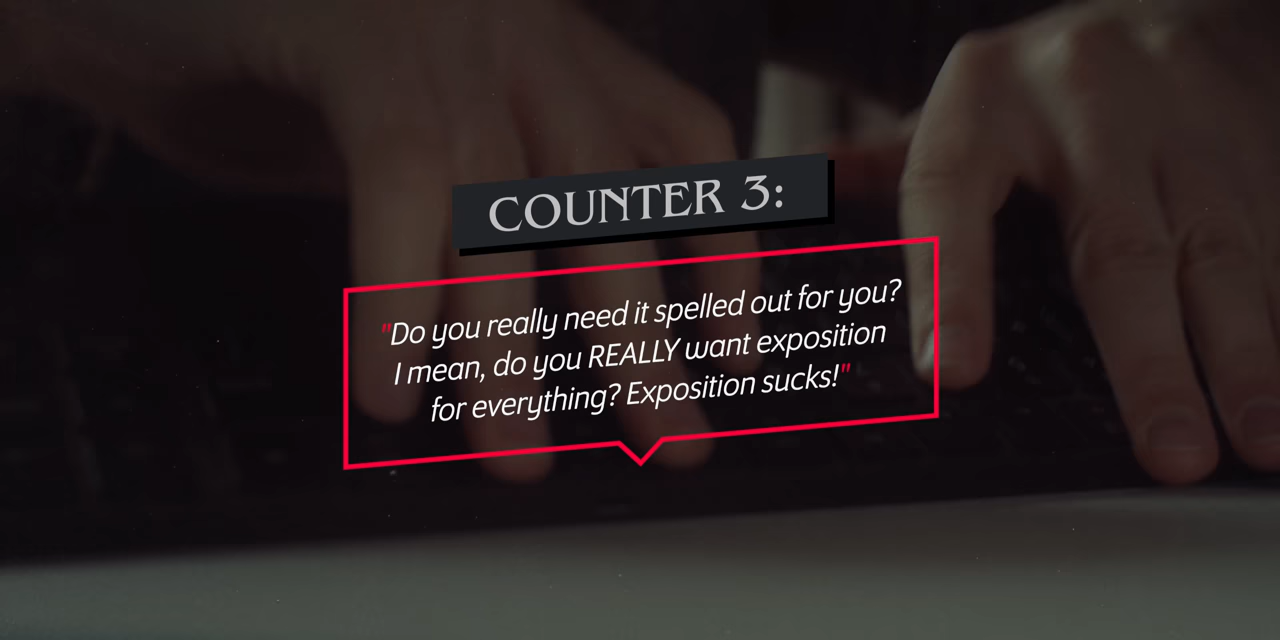 COUNTER 3:
"Do you really need it spelled out for you?
I mean, do you REALLY want exposition
for everything? Exposition sucks!"